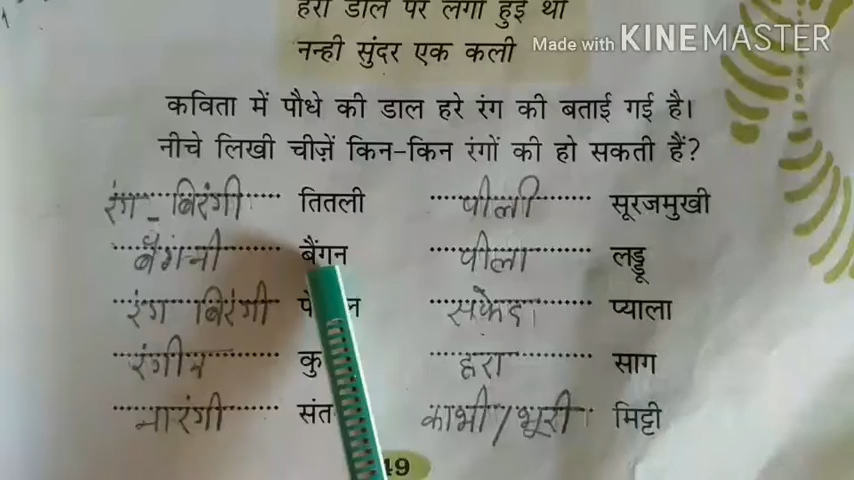 हरी डाल पर लगी हुई थी
नन्ही सुंदर एक कली
Made with KINEMASTER
कविता में पौधे की डाल हरे रंग की बताई गई है।
नीचे लिखी चीज़ें किन-किन रंगों की हो सकती हैं?
रंग-बिरंगी तितली पीली सूरजमुखी
बैंगनी बैंगन पीला लड्डू
रंग बिरंगी सफेद प्याला
रंगीन हरा साग
नारंगी काली/भूरी मिट्टी
49